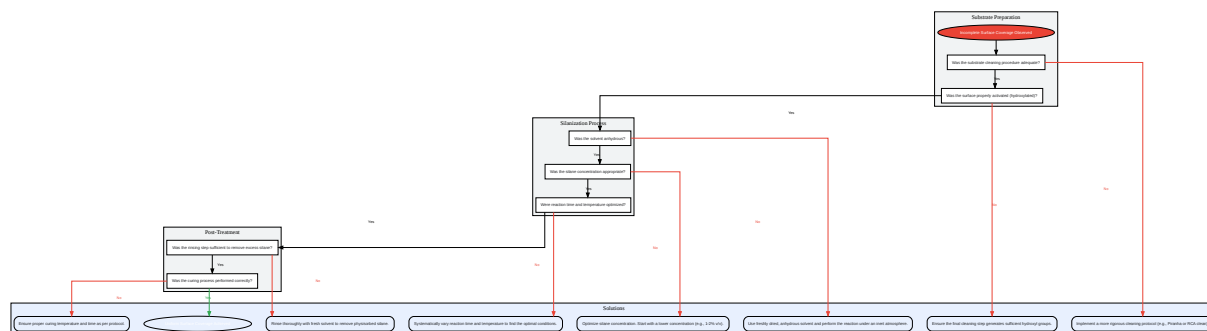 Substrate Preparation
Incomplete Surface Coverage Observed
Was the substrate cleaning procedure adequate?
Yes
Was the surface properly activated (hydroxylated)?
Yes
Silanization Process
Was the solvent anhydrous?
Yes
Was the silane concentration appropriate?
Yes
Were reaction time and temperature optimized?
No
No
Yes
No
No
Post-Treatment
Was the rinsing step sufficient to remove excess silane?
Yes
Was the curing process performed correctly?
No
No
No
Yes
Solutions
Ensure proper curing temperature and time as per protocol.
Rinse thoroughly with fresh solvent to remove physisorbed silane.
Systematically vary reaction time and temperature to find the optimal conditions.
Optimize silane concentration. Start with a lower concentration (e.g., 1.0% v/v).
Use freshly dried, anhydrous solvent and perform the reaction under an inert atmosphere.
Ensure the final cleaning step generates sufficient hydroxyl groups.
Implement a more rigorous cleaning protocol (e.g., Piranha or RCA clean